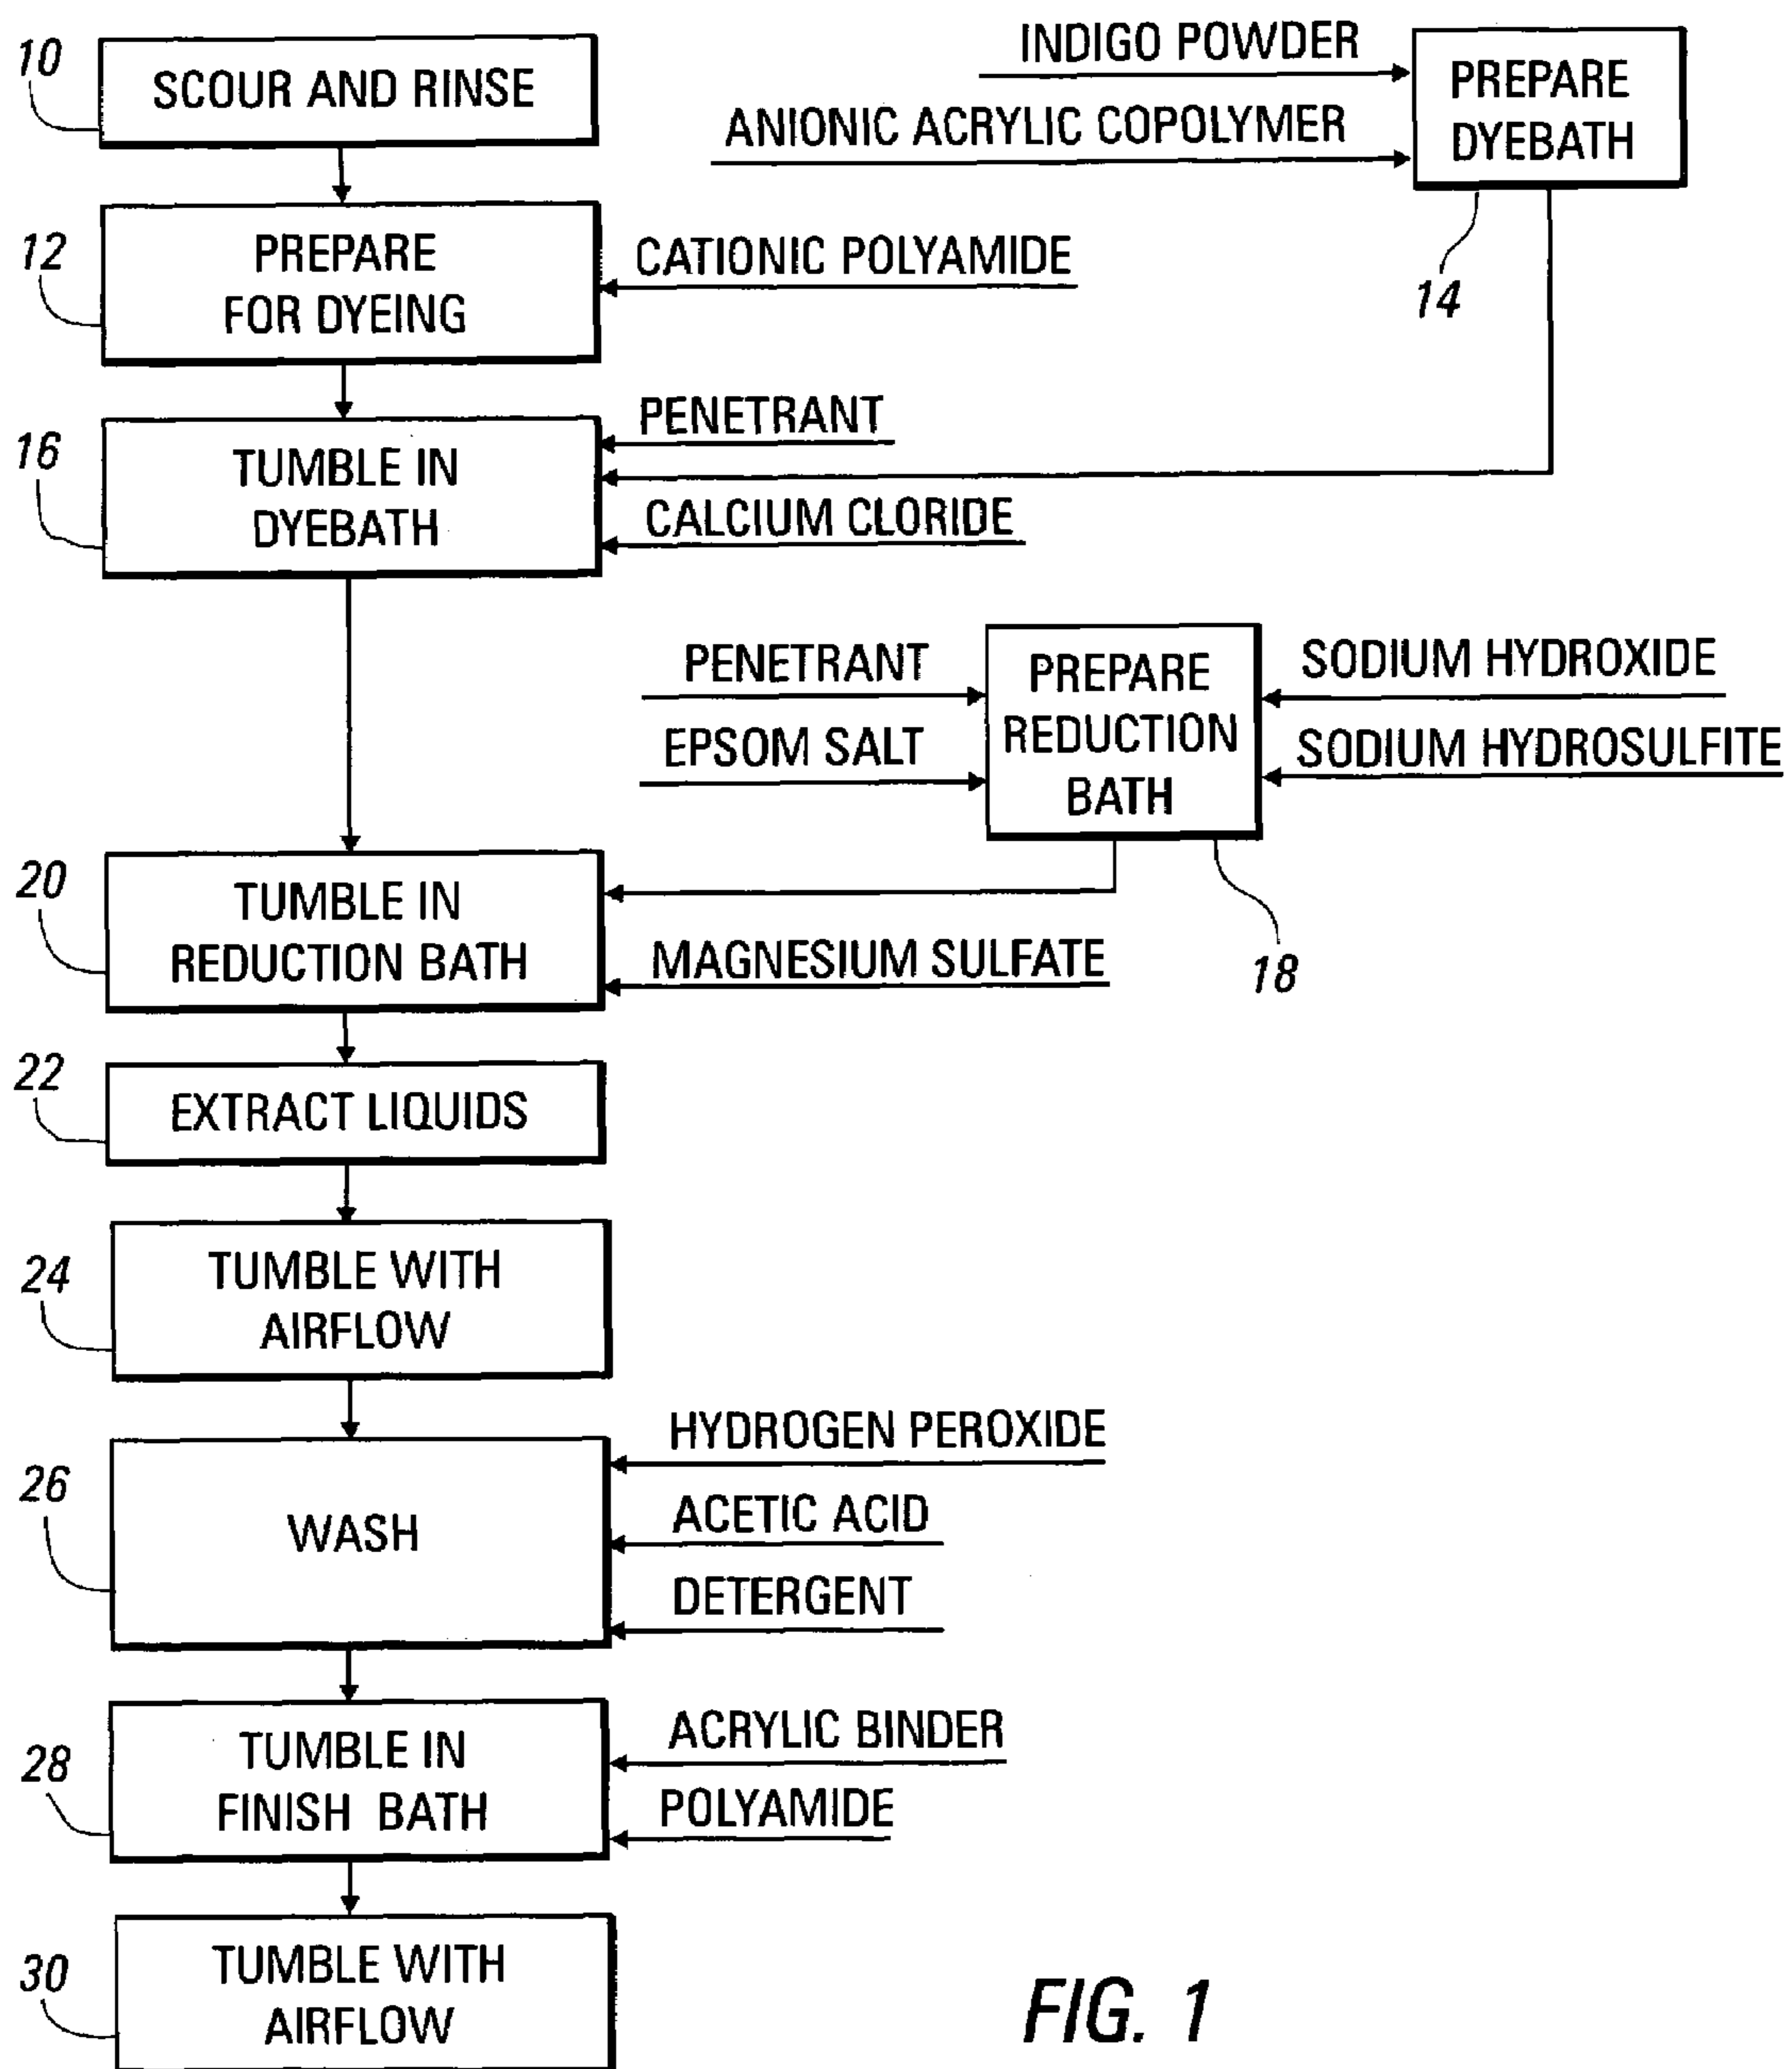 10
SCOUR AND RINSE
INDIGO POWDER
ANIONIC ACRYLIC COPOLYMER
PREPARE
DYEBATH
14
12
PREPARE
FOR DYEING
CATIONIC POLYAMIDE
16
TUMBLE IN
DYEBATH
PENETRANT
CALCIUM CLORIDE
PENETRANT
EPSOM SALT
PREPARE
REDUCTION
BATH
SODIUM HYDROXIDE
SODIUM HYDROSULFITE
18
20
TUMBLE IN
REDUCTION BATH
MAGNESIUM SULFATE
22
EXTRACT LIQUIDS
24
TUMBLE WITH
AIRFLOW
26
WASH
HYDROGEN PEROXIDE
ACETIC ACID
DETERGENT
28
TUMBLE IN
FINISH BATH
ACRYLIC BINDER
POLYAMIDE
30
TUMBLE WITH
AIRFLOW
FIG. 1